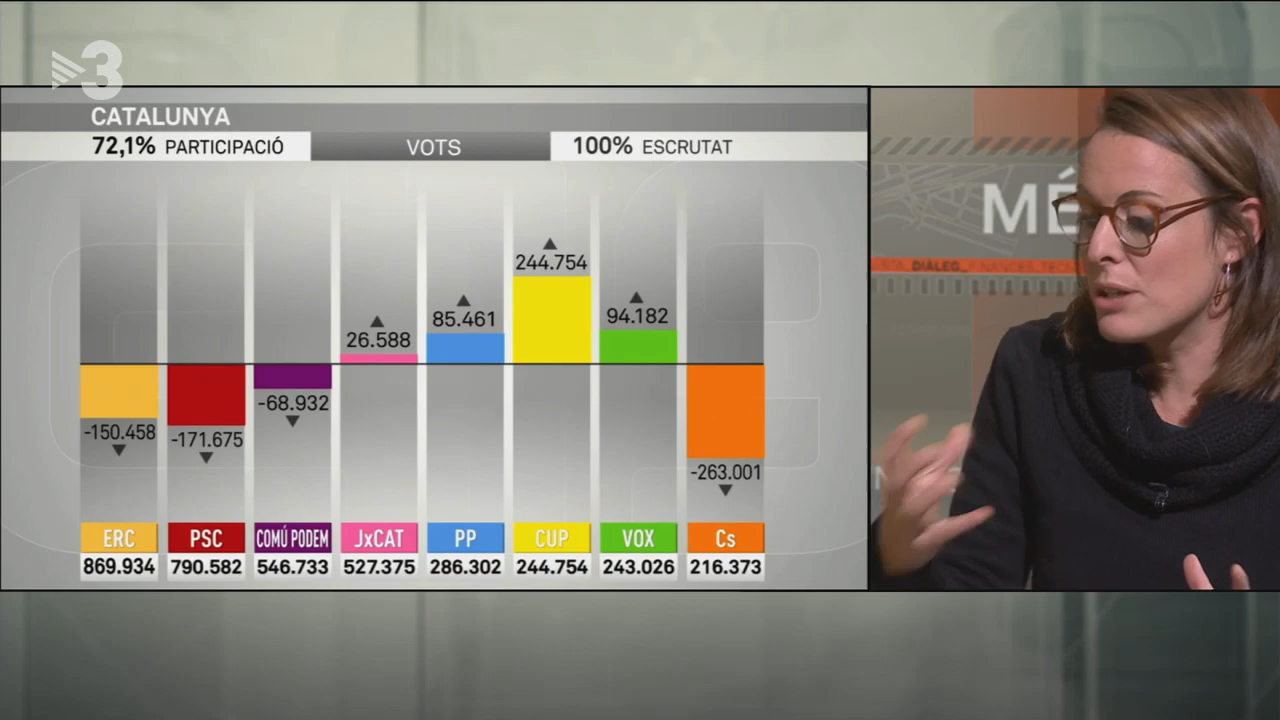 3
CATALUNYA
72,1% PARTICIPACIÓ VOTS 100% ESCRUTAT
244.754
94.182
85.461
26.588
-68.932
-150.458
-171.675
-263.001
ERC PSC COMÚ PODEM JxCAT PP CUP VOX Cs
869.934 790.582 546.733 527.375 286.302 244.754 243.026 216.373
MÉ
DIÀLEG_